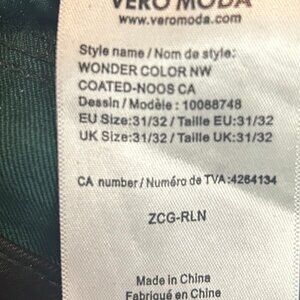 VERO MODA
www.veromoda.com
Style name / Nom de style:
WONDER COLOR NW
COATED-NOOS CA
Dessin / Modèle : 10088748
EU Size:31/32 / Taille EU:31/32
UK Size:31/32 / Taille UK:31/32
CA number / Numéro de TVA:4264134
ZCG-RLN
Made in China
Fabriqué en Chine